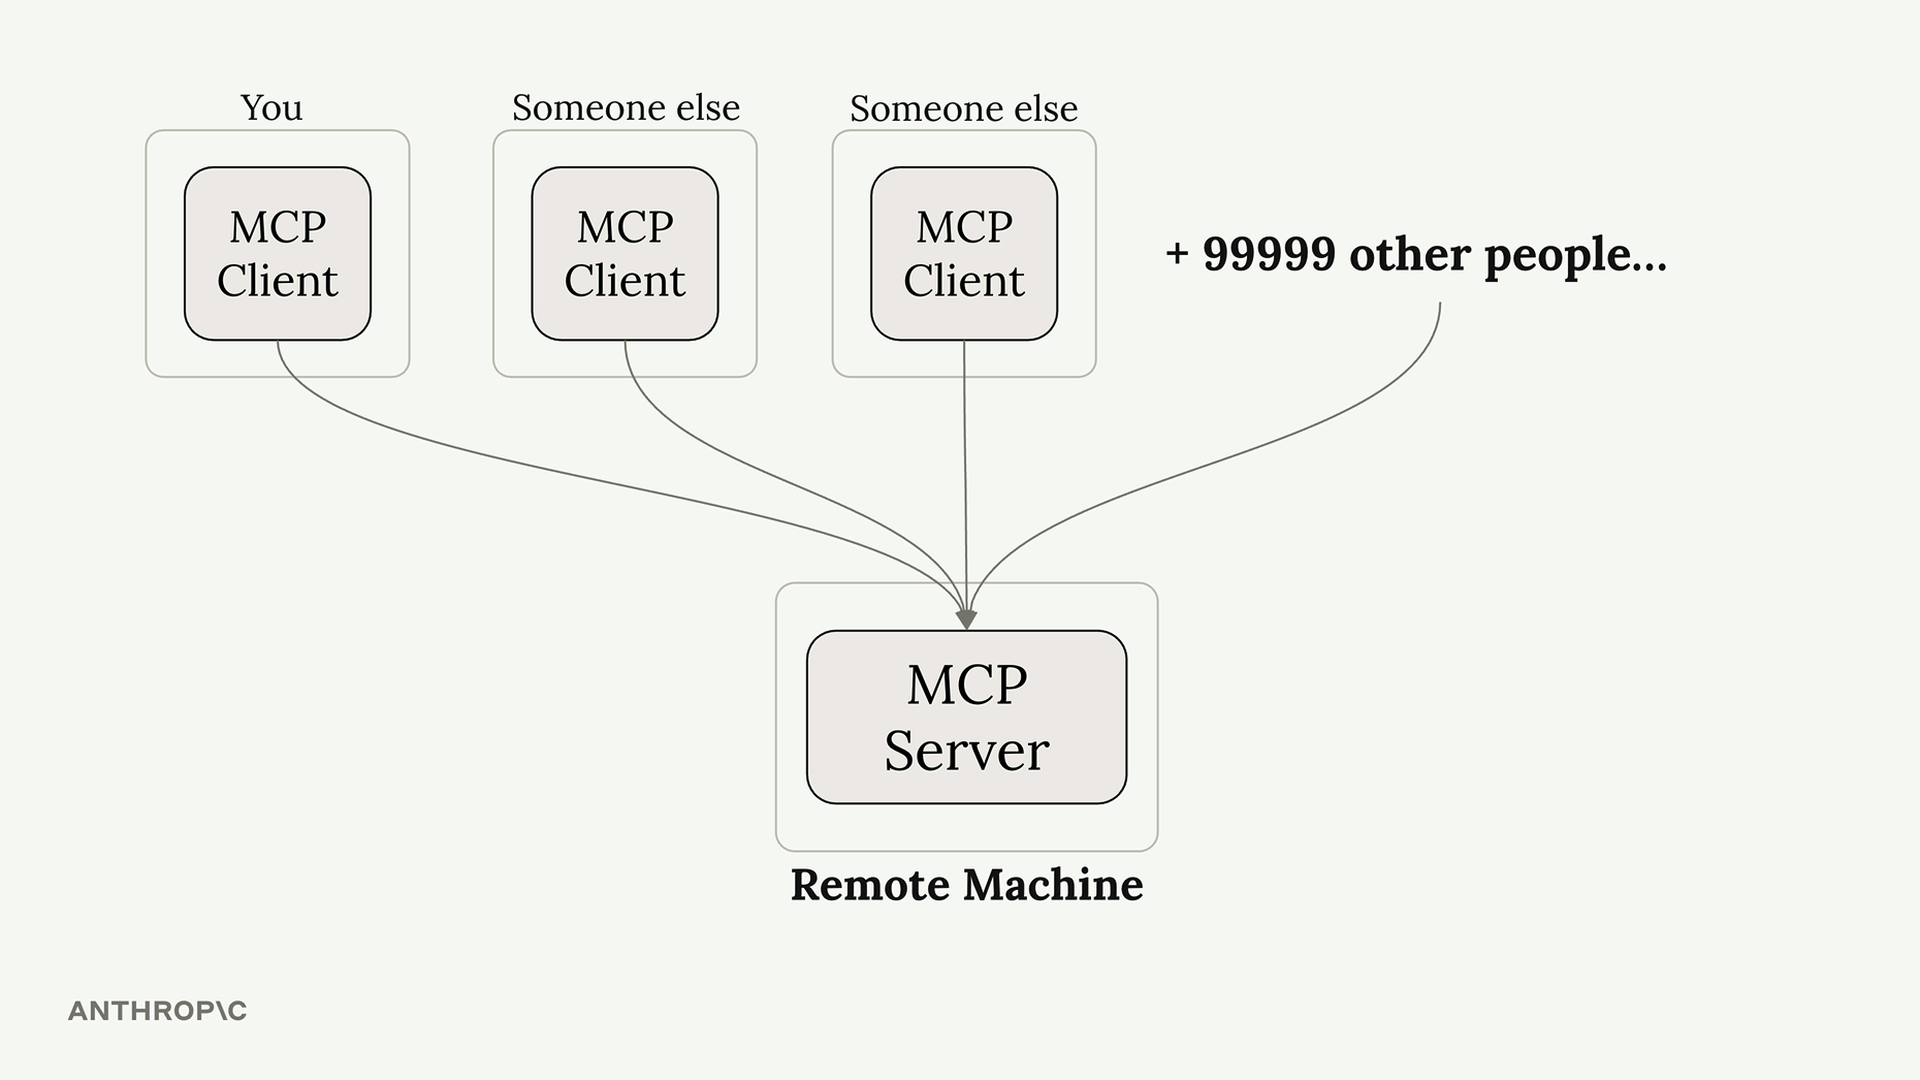 You
Someone else
Someone else
MCP
Client
MCP
Client
MCP
Client
+ 99999 other people...
MCP
Server
Remote Machine
ANTHROP\C